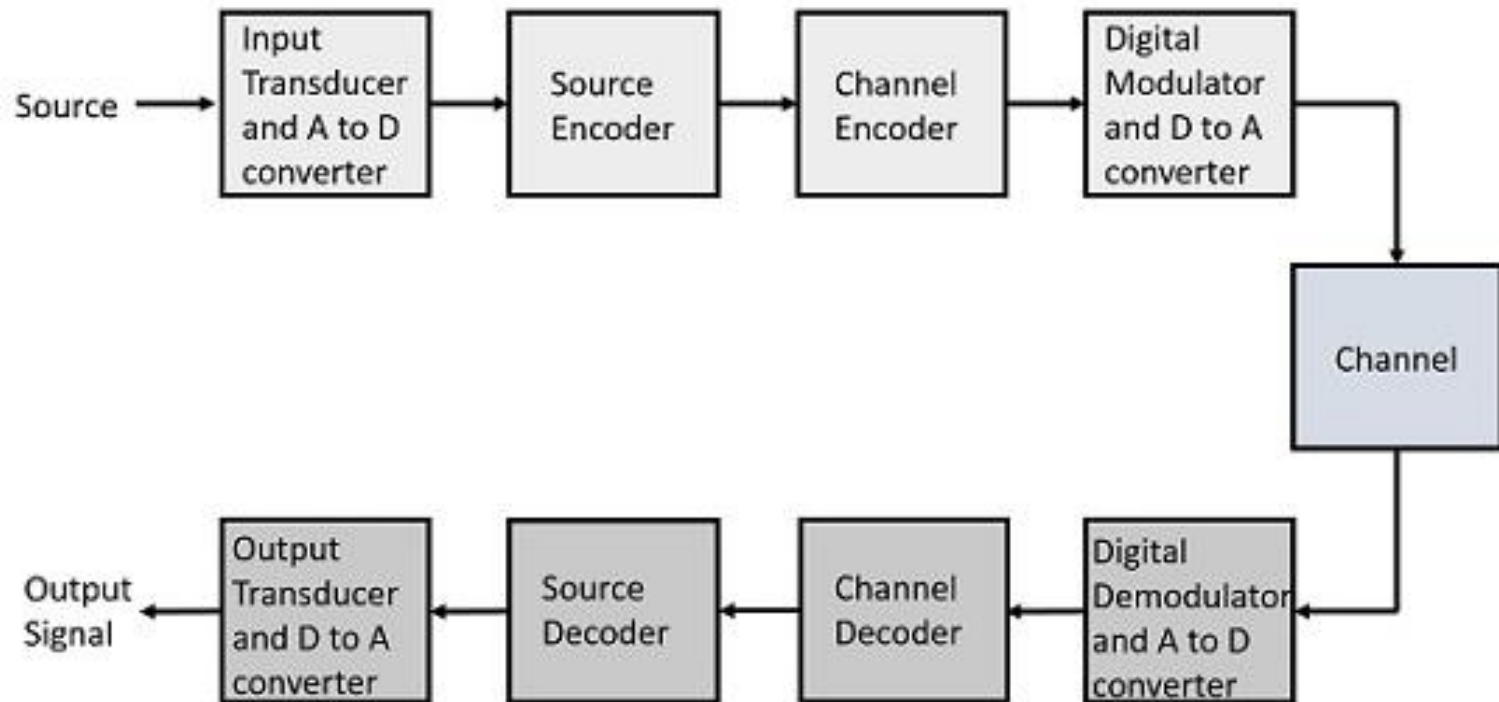 Source
Input
Transducer
and A to D
converter
Source
Encoder
Channel
Encoder
Digital
Modulator
and D to A
converter
Channel
Digital
Demodulator
and A to D
converter
Channel
Decoder
Source
Decoder
Output
Transducer
and D to A
converter
Output
Signal